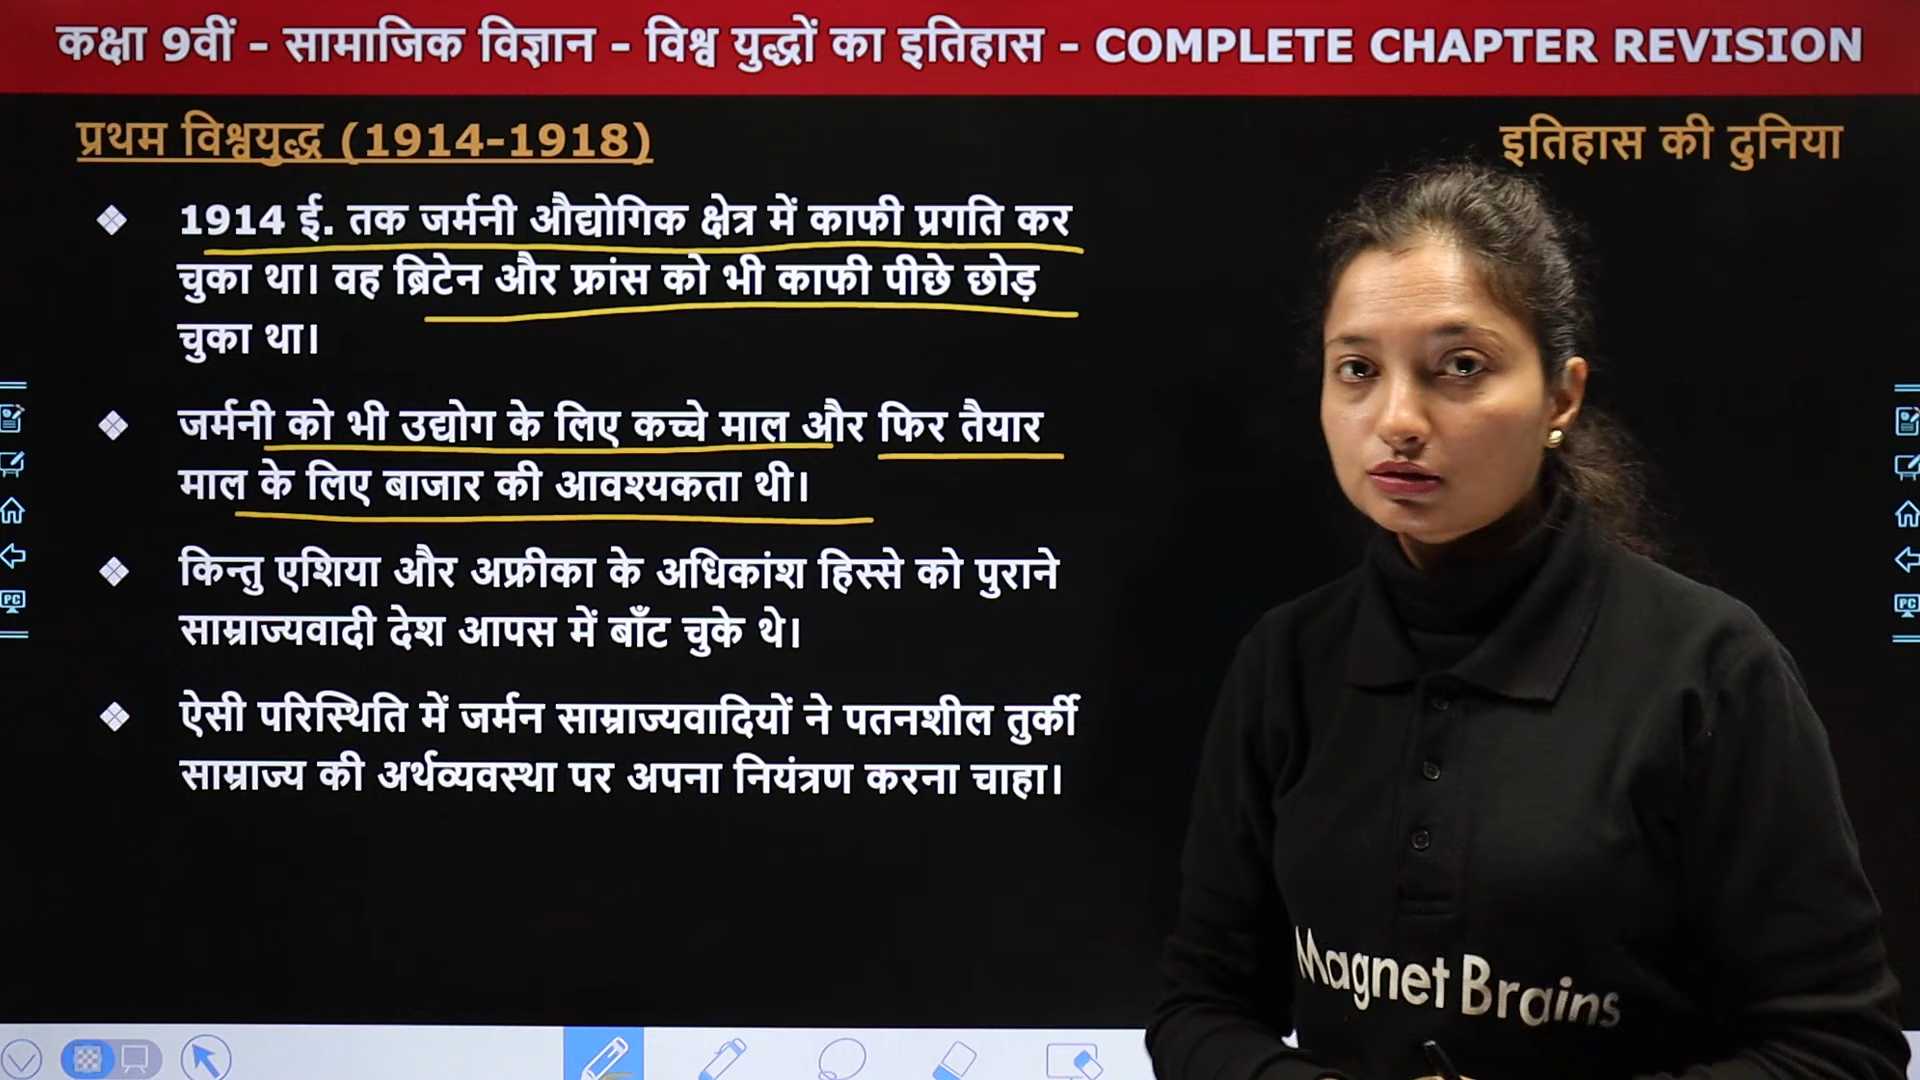 कक्षा 9वीं - सामाजिक विज्ञान - विश्व युद्धों का इतिहास - COMPLETE CHAPTER REVISION
प्रथम विश्वयुद्ध (1914-1918)
इतिहास की दुनिया
❖ 1914 ई. तक जर्मनी औद्योगिक क्षेत्र में काफी प्रगति कर
चुका था। वह ब्रिटेन और फ्रांस को भी काफी पीछे छोड़
चुका था।
❖ जर्मनी को भी उद्योग के लिए कच्चे माल और फिर तैयार
माल के लिए बाजार की आवश्यकता थी।
❖ किन्तु एशिया और अफ्रीका के अधिकांश हिस्से को पुराने
साम्राज्यवादी देश आपस में बाँट चुके थे।
❖ ऐसी परिस्थिति में जर्मन साम्राज्यवादियों ने पतनशील तुर्की
साम्राज्य की अर्थव्यवस्था पर अपना नियंत्रण करना चाहा।
Magnet Brains
PC
PC